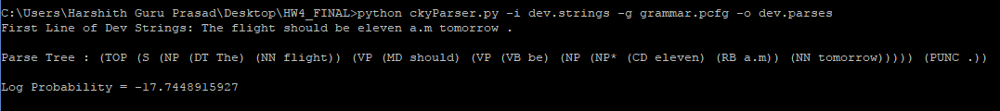 C:\Users\Harshith Guru Prasad\Desktop\HW4_FINAL>python ckyParser.py -i dev.strings -g grammar.pcfg -o dev.parses
First Line of Dev Strings: The flight should be eleven a.m tomorrow .
Parse Tree : (TOP (S (NP (DT The) (NN flight)) (VP (MD should) (VP (VB be) (NP (NP* (CD eleven) (RB a.m)) (NN tomorrow))))) (PUNC .))
Log Probability = -17.7448915927